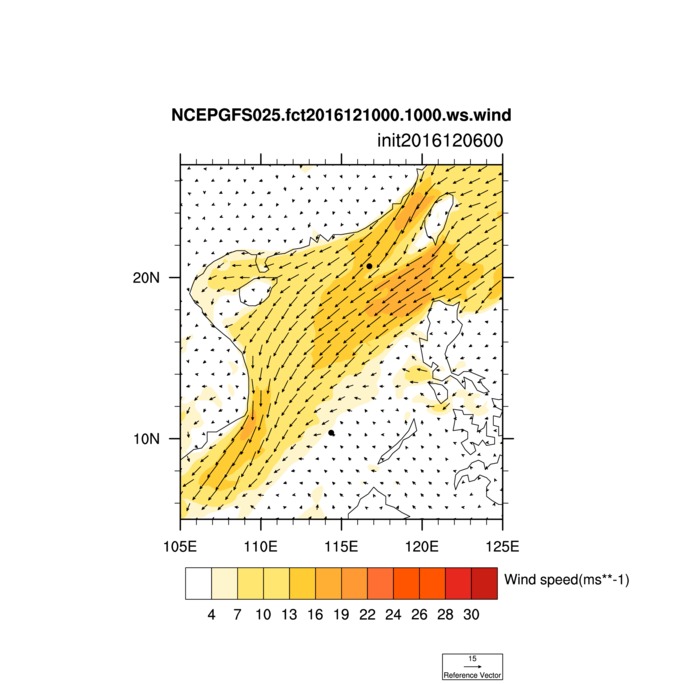 NCEPGFS025.fct2016121000.1000.ws.wind
init2016120600
20N
10N
105E 110E 115E 120E 125E
4 7 10 13 16 19 22 24 26 28 30
Wind speed(ms**-1)
15
Reference Vector